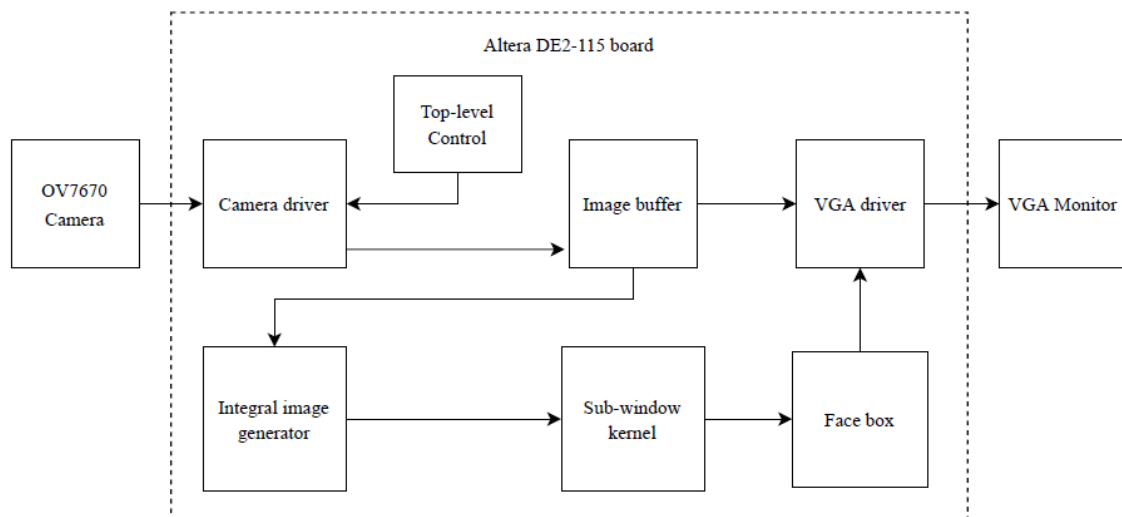 Altera DE2-115 board
Top-level
Control
OV7670
Camera
Camera driver
Image buffer
VGA driver
VGA Monitor
Integral image
generator
Sub-window
kernel
Face box